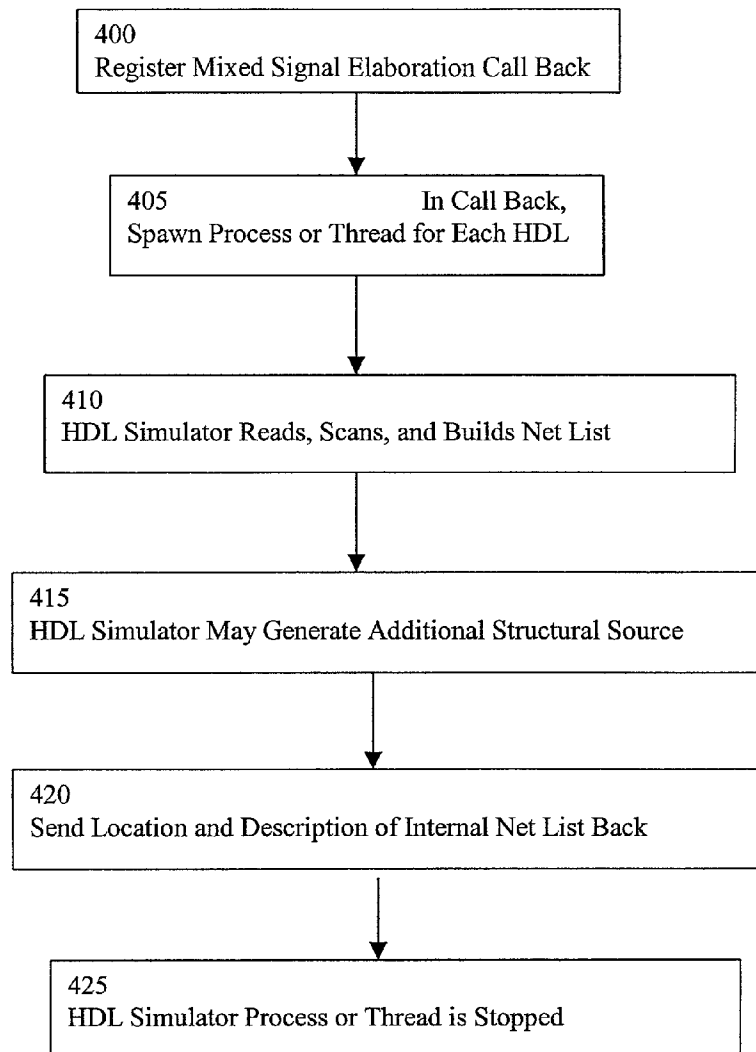 400
Register Mixed Signal Elaboration Call Back
405 In Call Back,
Spawn Process or Thread for Each HDL
410
HDL Simulator Reads, Scans, and Builds Net List
415
HDL Simulator May Generate Additional Structural Source
420
Send Location and Description of Internal Net List Back
425
HDL Simulator Process or Thread is Stopped